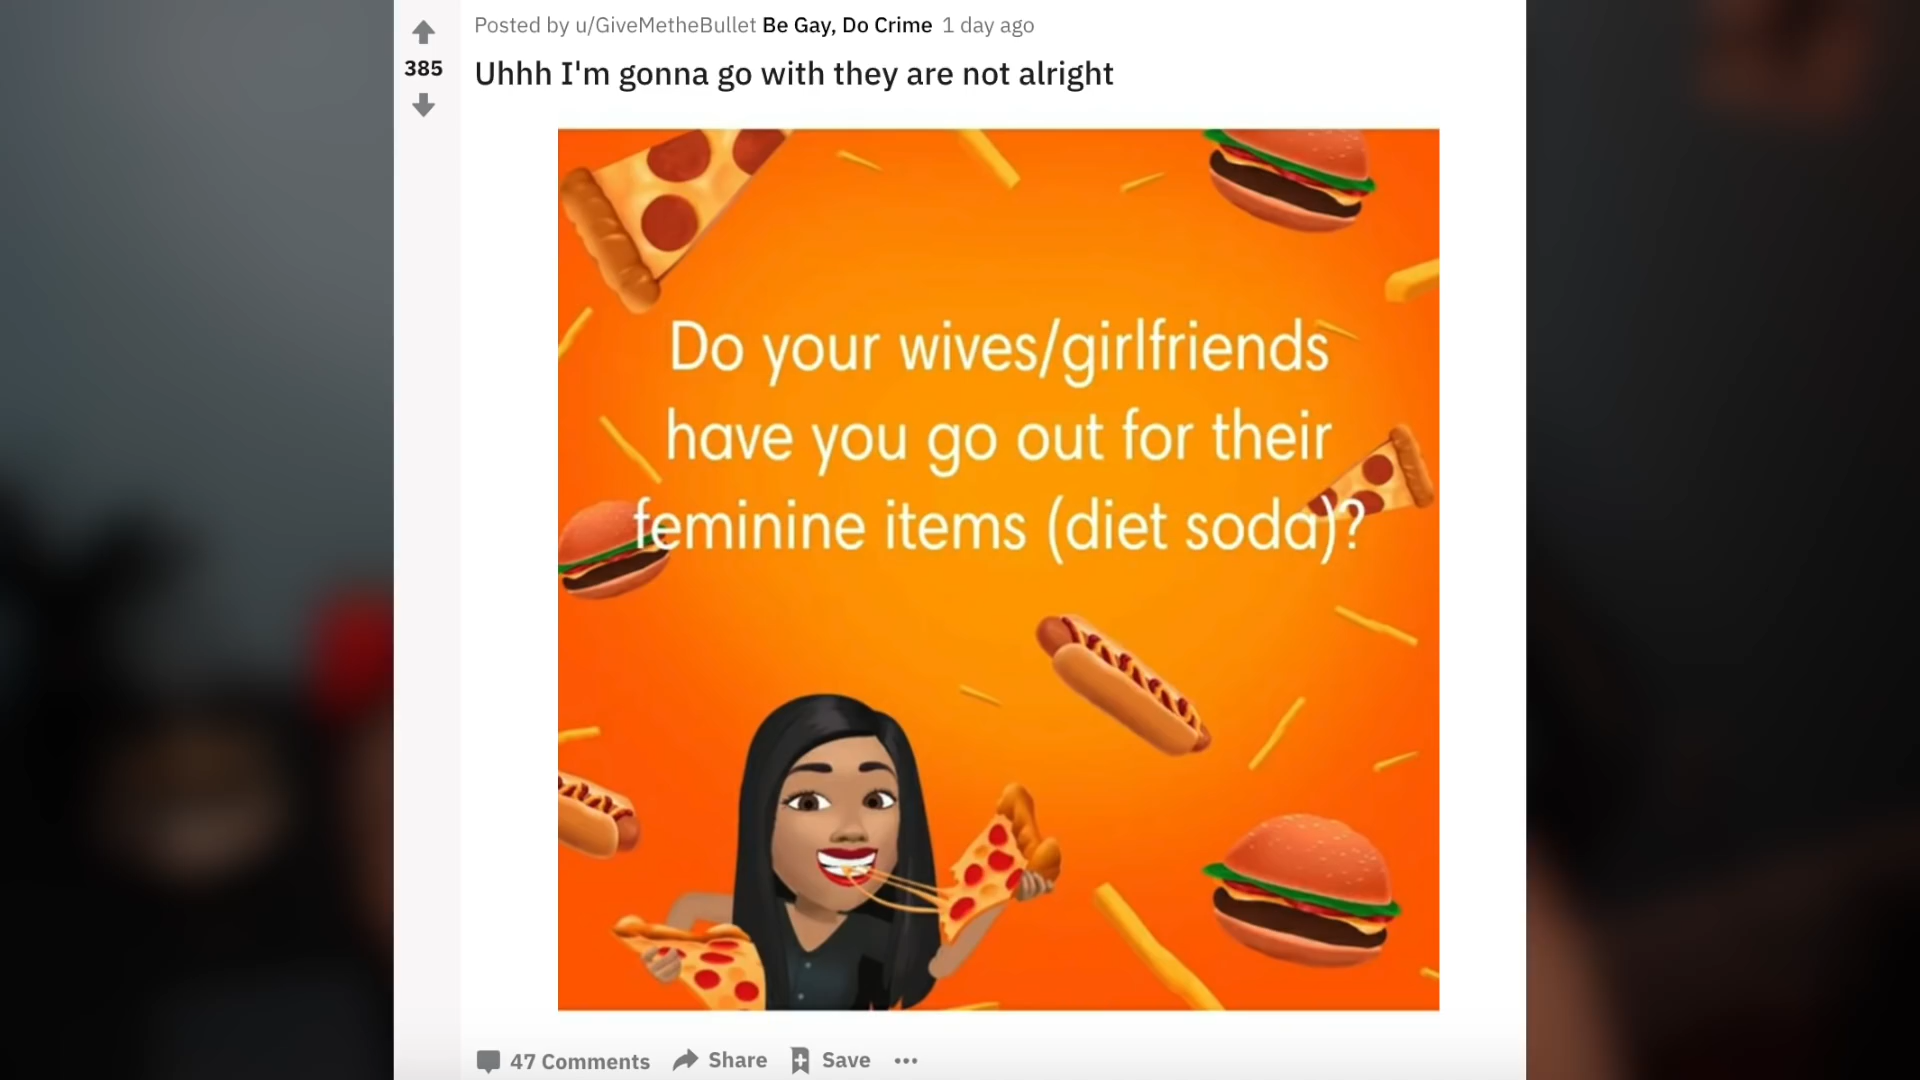 Posted by u/GiveMetheBullet Be Gay, Do Crime 1 day ago
385
Uhhh I'm gonna go with they are not alright
Do your wives/girlfriends
have you go out for their
feminine items (diet soda)?
47 Comments Share Save